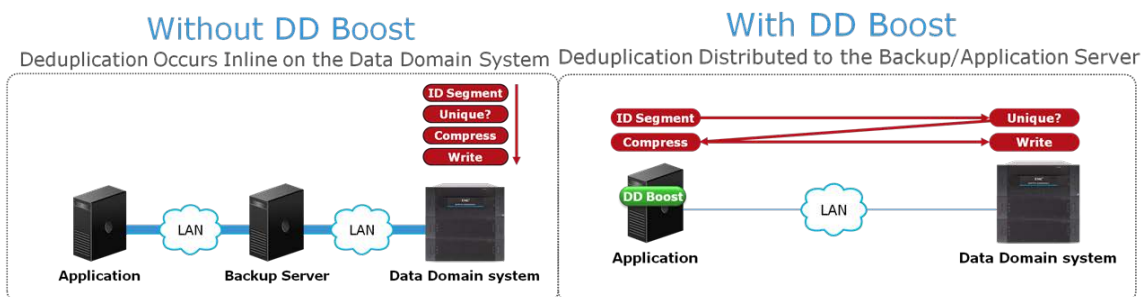 Without DD Boost
Deduplication Occurs Inline on the Data Domain System
ID Segment
Unique?
Compress
Write
LAN
LAN
Application
Backup Server
Data Domain system
With DD Boost
Deduplication Distributed to the Backup/Application Server
ID Segment
Unique?
Compress
Write
DD Boost
LAN
Application
Data Domain system